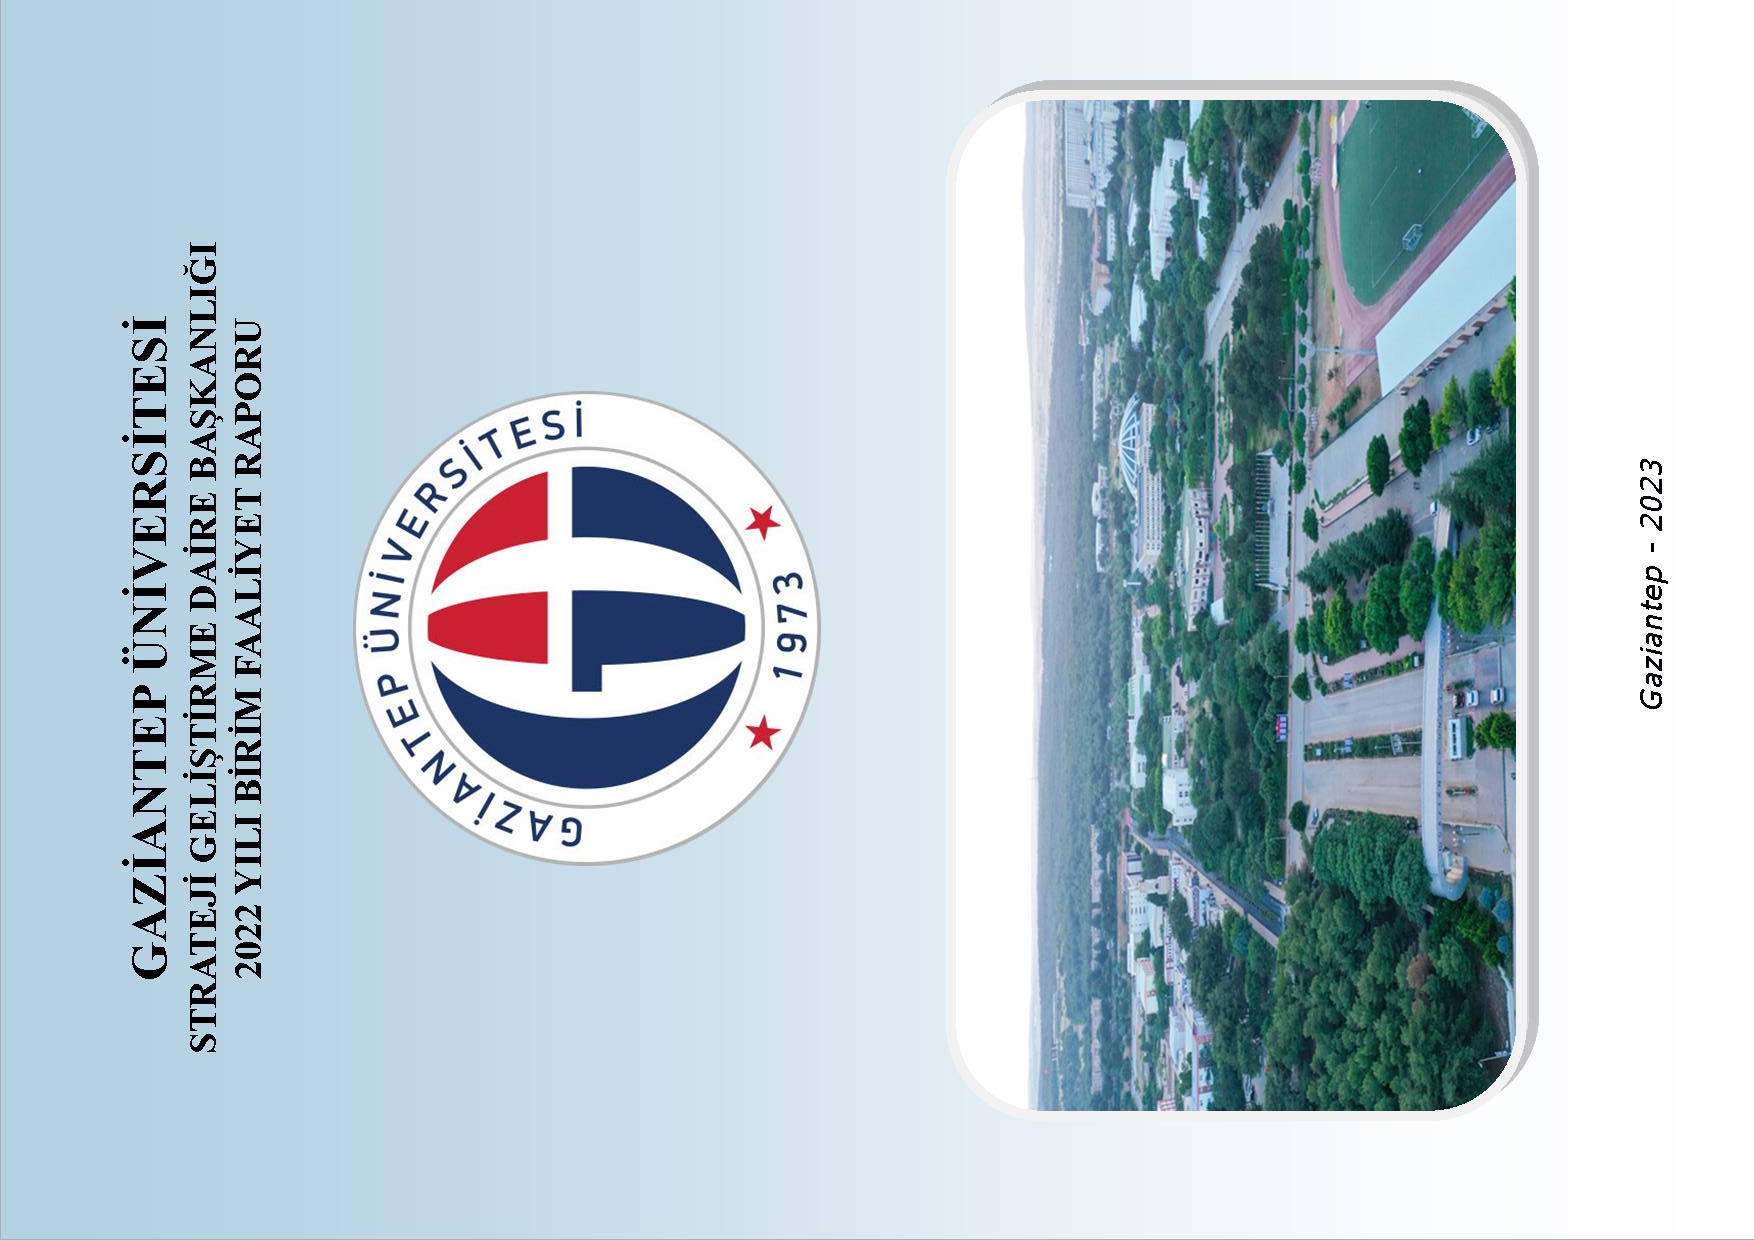 GAZİANTEP ÜNİVERSİTESİ
STRATEJİ GELİŞTİRME DAİRE BAŞKANLIĞI
2022 YILI BİRİM FAALİYET RAPORU
GAZİANTEP ÜNİVERSİTESİ
1973
Gaziantep - 2023